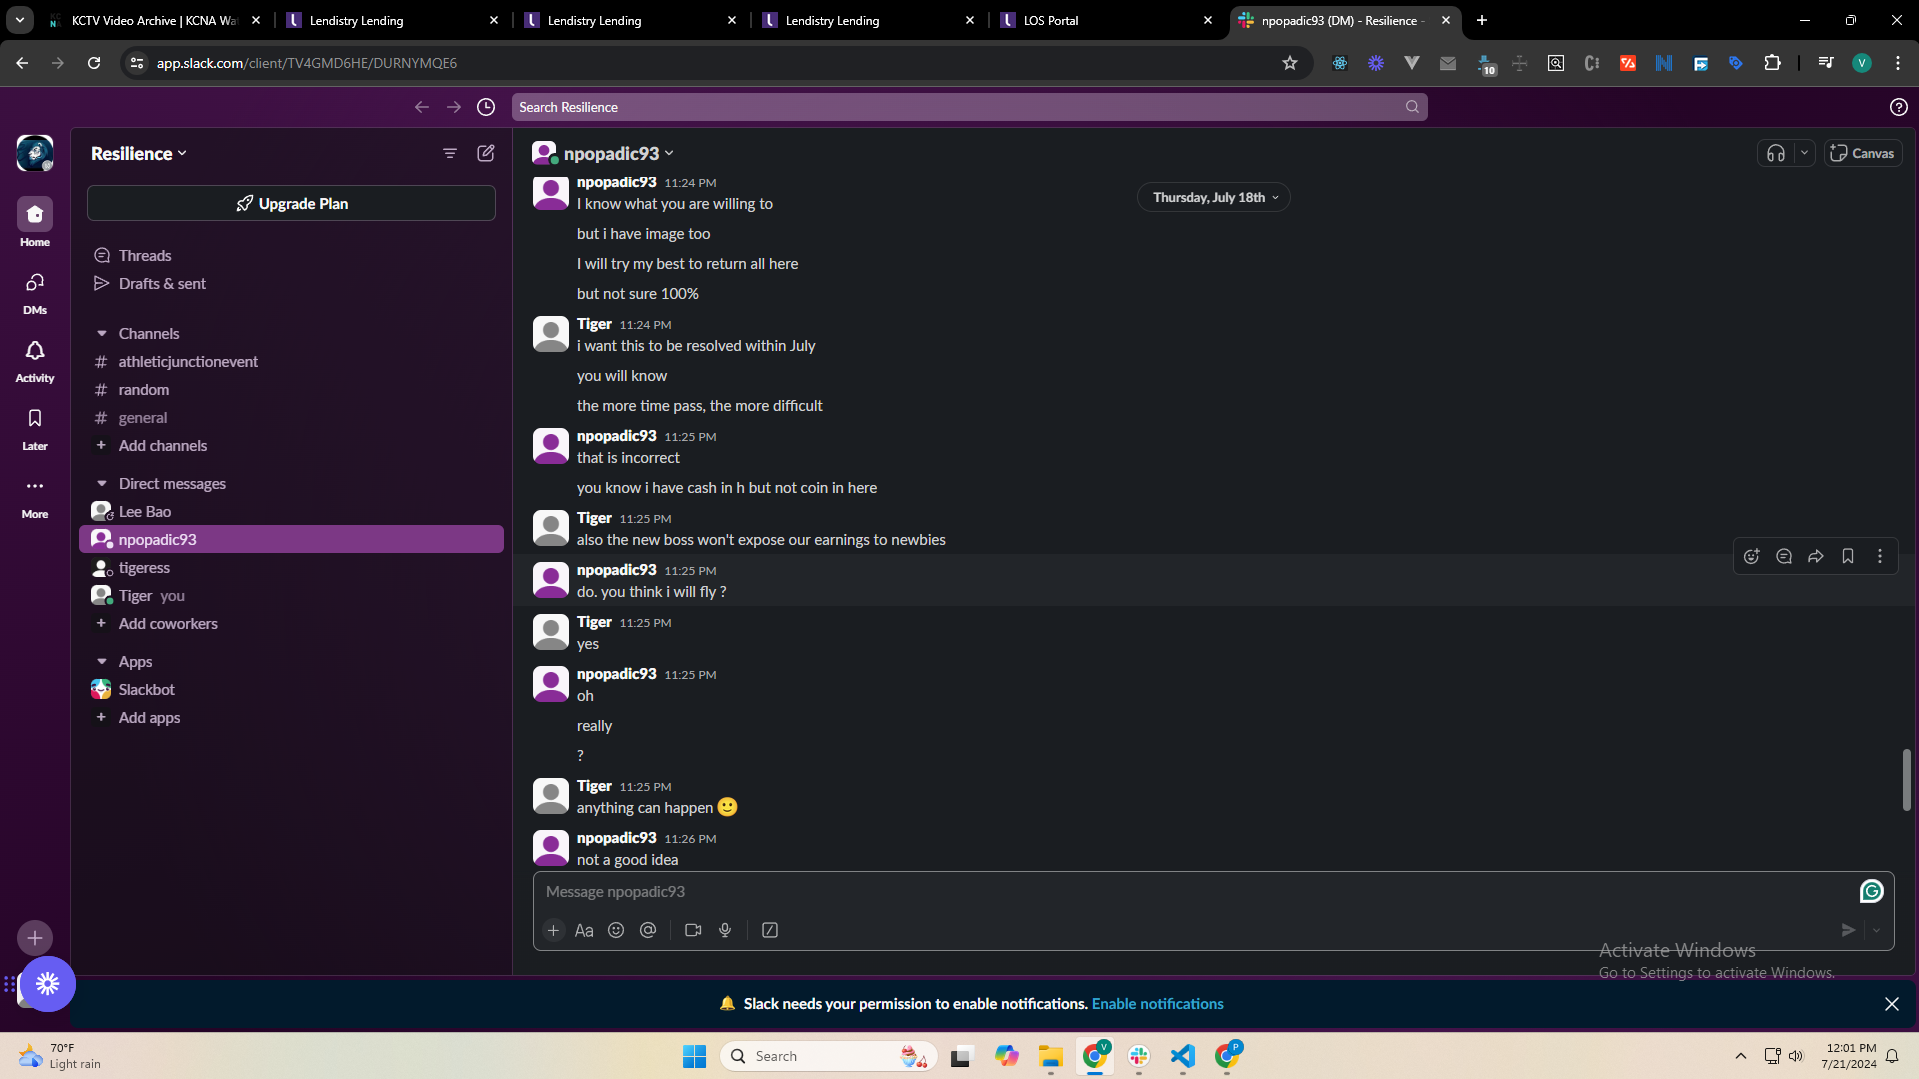 KCTV Video Archive | KCNA Wa
Lendistry Lending
Lendistry Lending
Lendistry Lending
LOS Portal
npopadic93 (DM) - Resilience -
app.slack.com/client/TV4GMD6HE/DURNYMQE6
10
V
Search Resilience
Resilience
Upgrade Plan
Home
DMs
Activity
Later
More
Threads
Drafts & sent
Channels
# athleticjunctionevent
# random
# general
+ Add channels
Direct messages
Lee Bao
npopadic93
tigeress
Tiger you
+ Add coworkers
Apps
Slackbot
+ Add apps
npopadic93
Canvas
Thursday, July 18th
npopadic93 11:24 PM
I know what you are willing to
but i have image too
I will try my best to return all here
but not sure 100%
Tiger 11:24 PM
i want this to be resolved within July
you will know
the more time pass, the more difficult
npopadic93 11:25 PM
that is incorrect
you know i have cash in h but not coin in here
Tiger 11:25 PM
also the new boss won't expose our earnings to newbies
npopadic93 11:25 PM
do. you think i will fly ?
Tiger 11:25 PM
yes
npopadic93 11:25 PM
oh
really
?
Tiger 11:25 PM
anything can happen 🙂
npopadic93 11:26 PM
not a good idea
Message npopadic93
Aa
Activate Windows
Go to Settings to activate Windows.
Slack needs your permission to enable notifications. Enable notifications
70°F
Light rain
Search
V
P
12:01 PM
7/21/2024